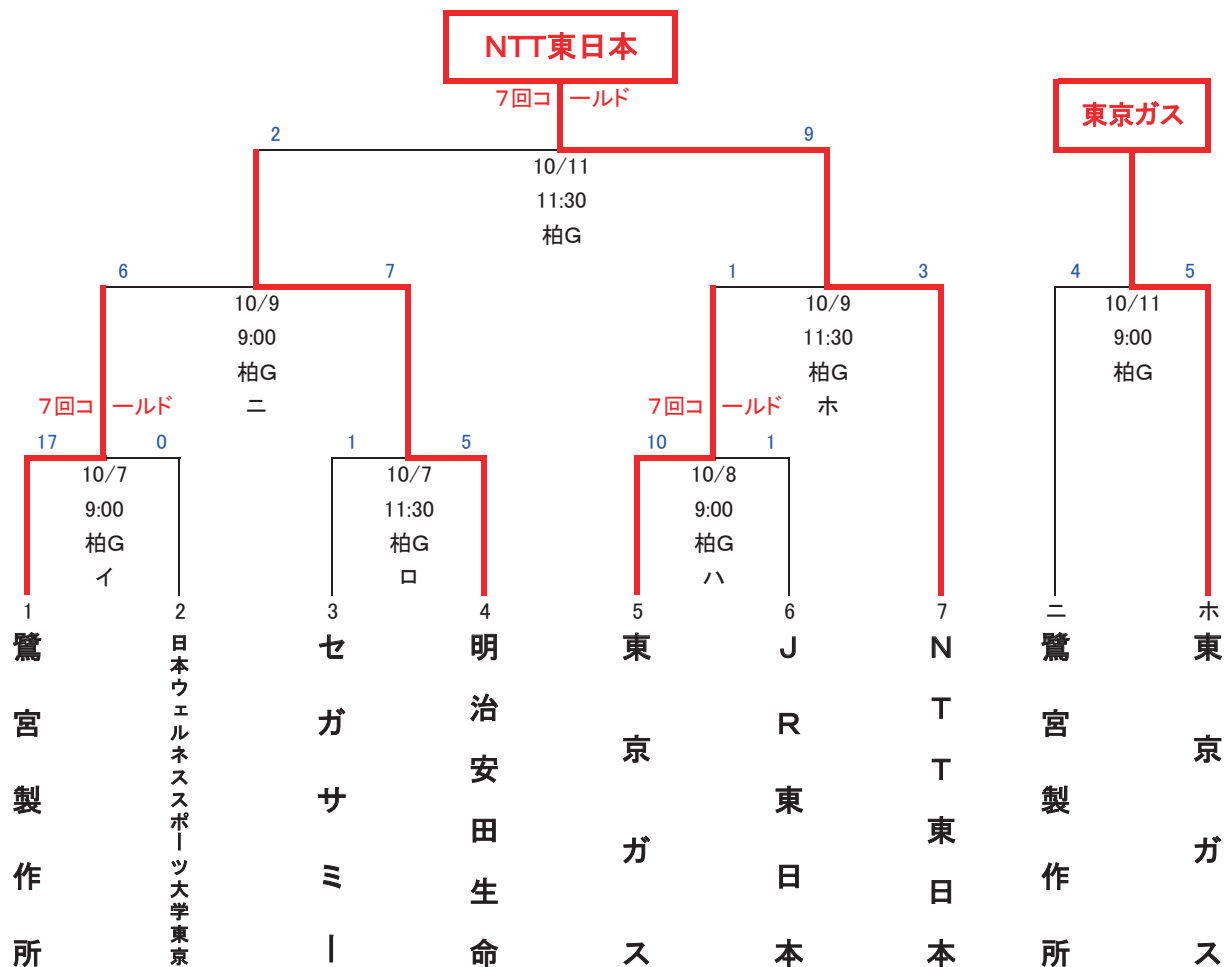 NTT東日本
7回コールド
東京ガス
2
9
10/11
11:30
柏G
6
7
1
3
4
5
10/9
9:00
柏G
ニ
10/9
11:30
柏G
ホ
10/11
9:00
柏G
7回コールド
7回コールド
17
0
1
5
10
1
10/7
9:00
柏G
イ
10/7
11:30
柏G
ロ
10/8
9:00
柏G
ハ
1
2
3
4
5
6
7
ニ
ホ
鷺宮製作所
日本ウェルネススポーツ大学東京
セガサミー
明治安田生命
東京ガス
JR東日本
NTT東日本
鷺宮製作所
東京ガス